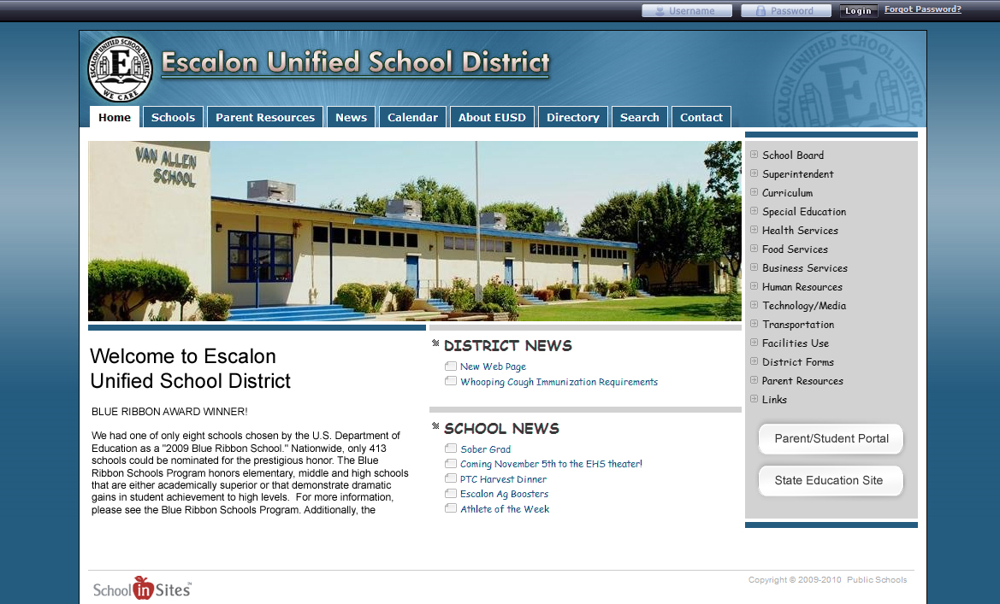 Username Password Login Forgot Password?
ESCALON UNIFIED SCHOOL DISTRICT
E
WE CARE
Escalon Unified School District
Home Schools Parent Resources News Calendar About EUSD Directory Search Contact
VAN ALLEN
SCHOOL
School Board
Superintendent
Curriculum
Special Education
Health Services
Food Services
Business Services
Human Resources
Technology/Media
Transportation
Facilities Use
District Forms
Parent Resources
Links
Parent/Student Portal
State Education Site
Welcome to Escalon
Unified School District
BLUE RIBBON AWARD WINNER!
We had one of only eight schools chosen by the U.S. Department of
Education as a "2009 Blue Ribbon School." Nationwide, only 413
schools could be nominated for the prestigious honor. The Blue
Ribbon Schools Program honors elementary, middle and high schools
that are either academically superior or that demonstrate dramatic
gains in student achievement to high levels.  For more information,
please see the Blue Ribbon Schools Program. Additionally, the
DISTRICT NEWS
New Web Page
Whooping Cough Immunization Requirements
SCHOOL NEWS
Sober Grad
Coming November 5th to the EHS theater!
PTC Harvest Dinner
Escalon Ag Boosters
Athlete of the Week
School in Sites™
Copyright © 2009-2010 Public Schools